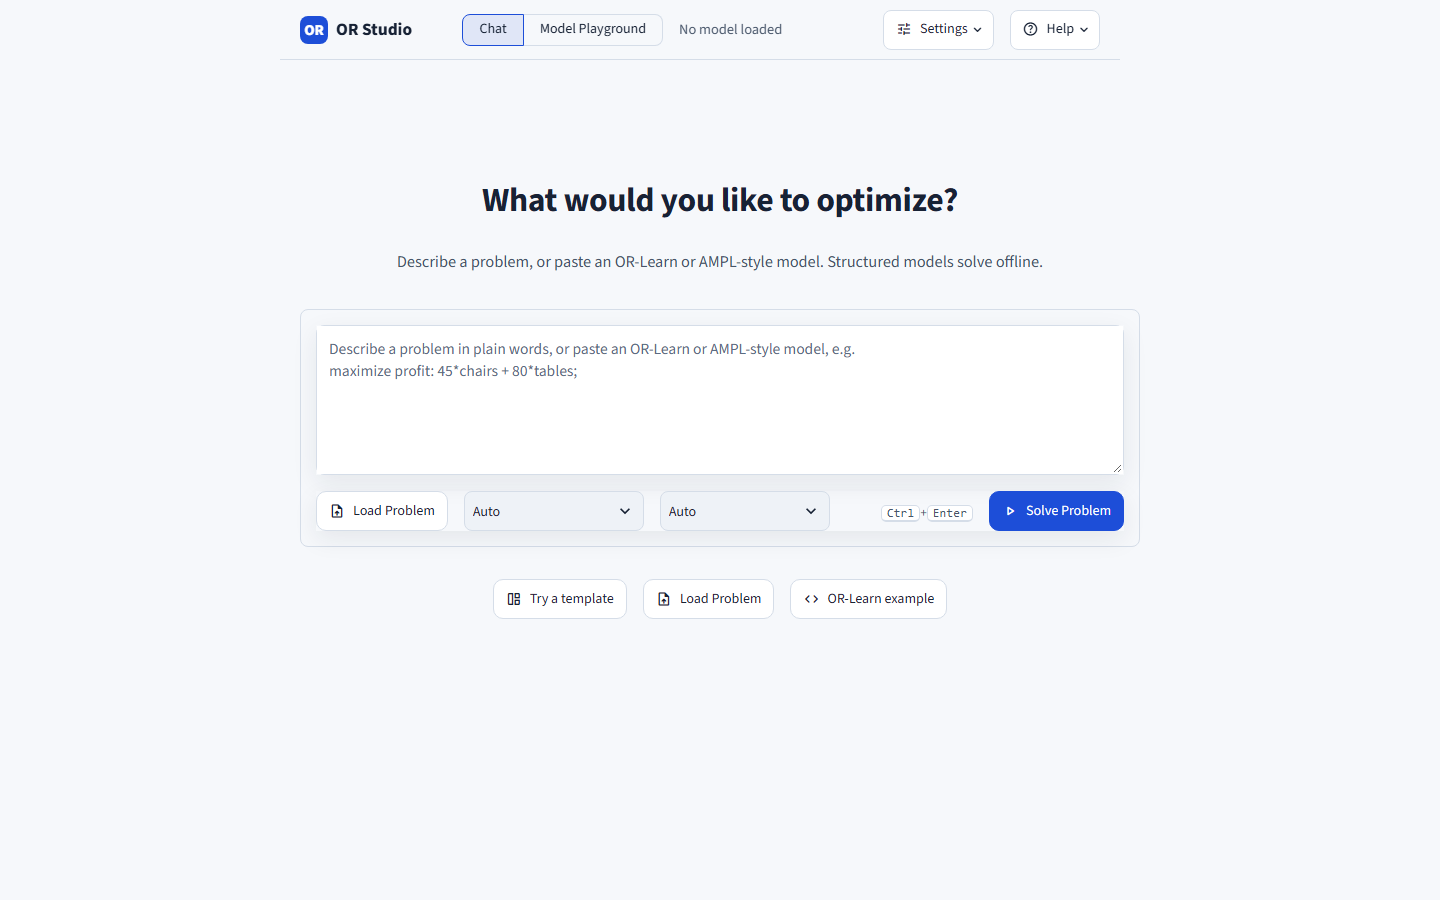 OR OR Studio Chat Model Playground No model loaded Settings Help
What would you like to optimize?
Describe a problem, or paste an OR-Learn or AMPL-style model. Structured models solve offline.
Describe a problem in plain words, or paste an OR-Learn or AMPL-style model, e.g.
maximize profit: 45*chairs + 80*tables;
Load Problem Auto Auto Ctrl+Enter Solve Problem
Try a template Load Problem OR-Learn example